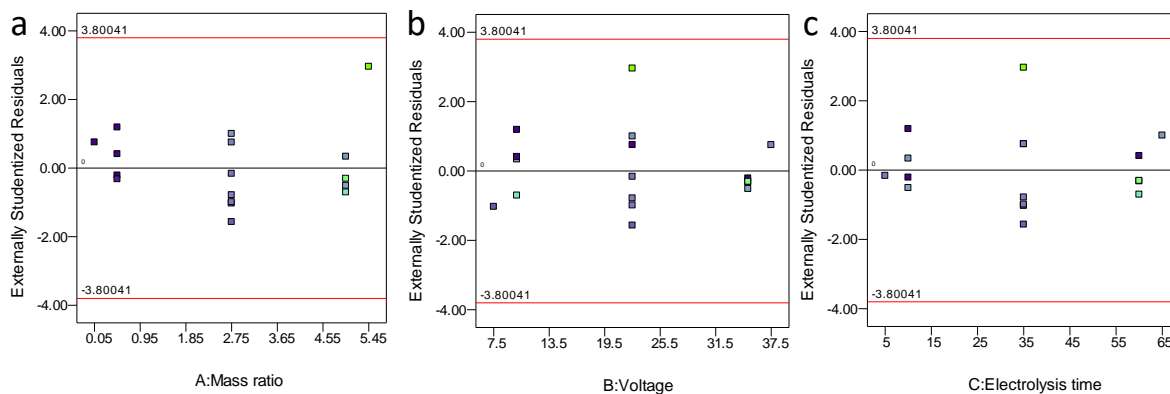 a
Externally Studentized Residuals
4.00
2.00
0.00
-2.00
-4.00
3.80041
0
-3.80041
0.05 0.95 1.85 2.75 3.65 4.55 5.45
A:Mass ratio
b
Externally Studentized Residuals
4.00
2.00
0.00
-2.00
-4.00
3.80041
0
-3.80041
7.5 13.5 19.5 25.5 31.5 37.5
B:Voltage
c
Externally Studentized Residuals
4.00
2.00
0.00
-2.00
-4.00
3.80041
0
-3.80041
5 15 25 35 45 55 65
C:Electrolysis time